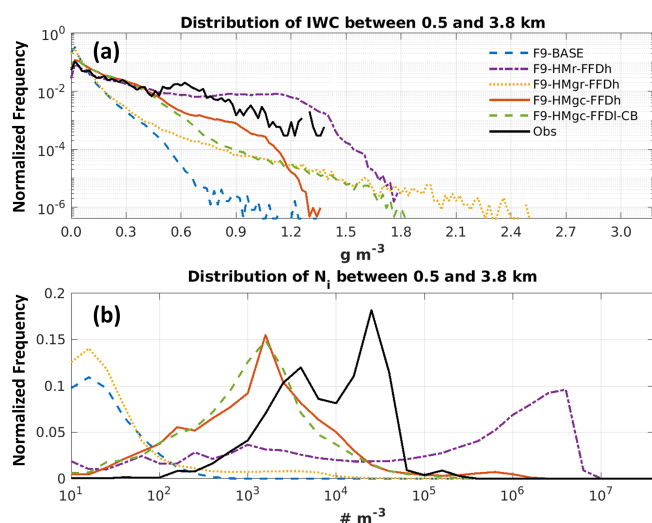 Distribution of IWC between 0.5 and 3.8 km
(a)
Normalized Frequency
10^0
10^-2
10^-4
10^-6
F9-BASE
F9-HMr-FFDh
F9-HMgr-FFDh
F9-HMgc-FFDh
F9-HMgc-FFDl-CB
Obs
0.0 0.3 0.6 0.9 1.2 1.5 1.8 2.1 2.4 2.7 3.0
g m^-3
Distribution of N_i between 0.5 and 3.8 km
(b)
Normalized Frequency
0.2
0.15
0.1
0.05
0
10^1 10^2 10^3 10^4 10^5 10^6 10^7
# m^-3